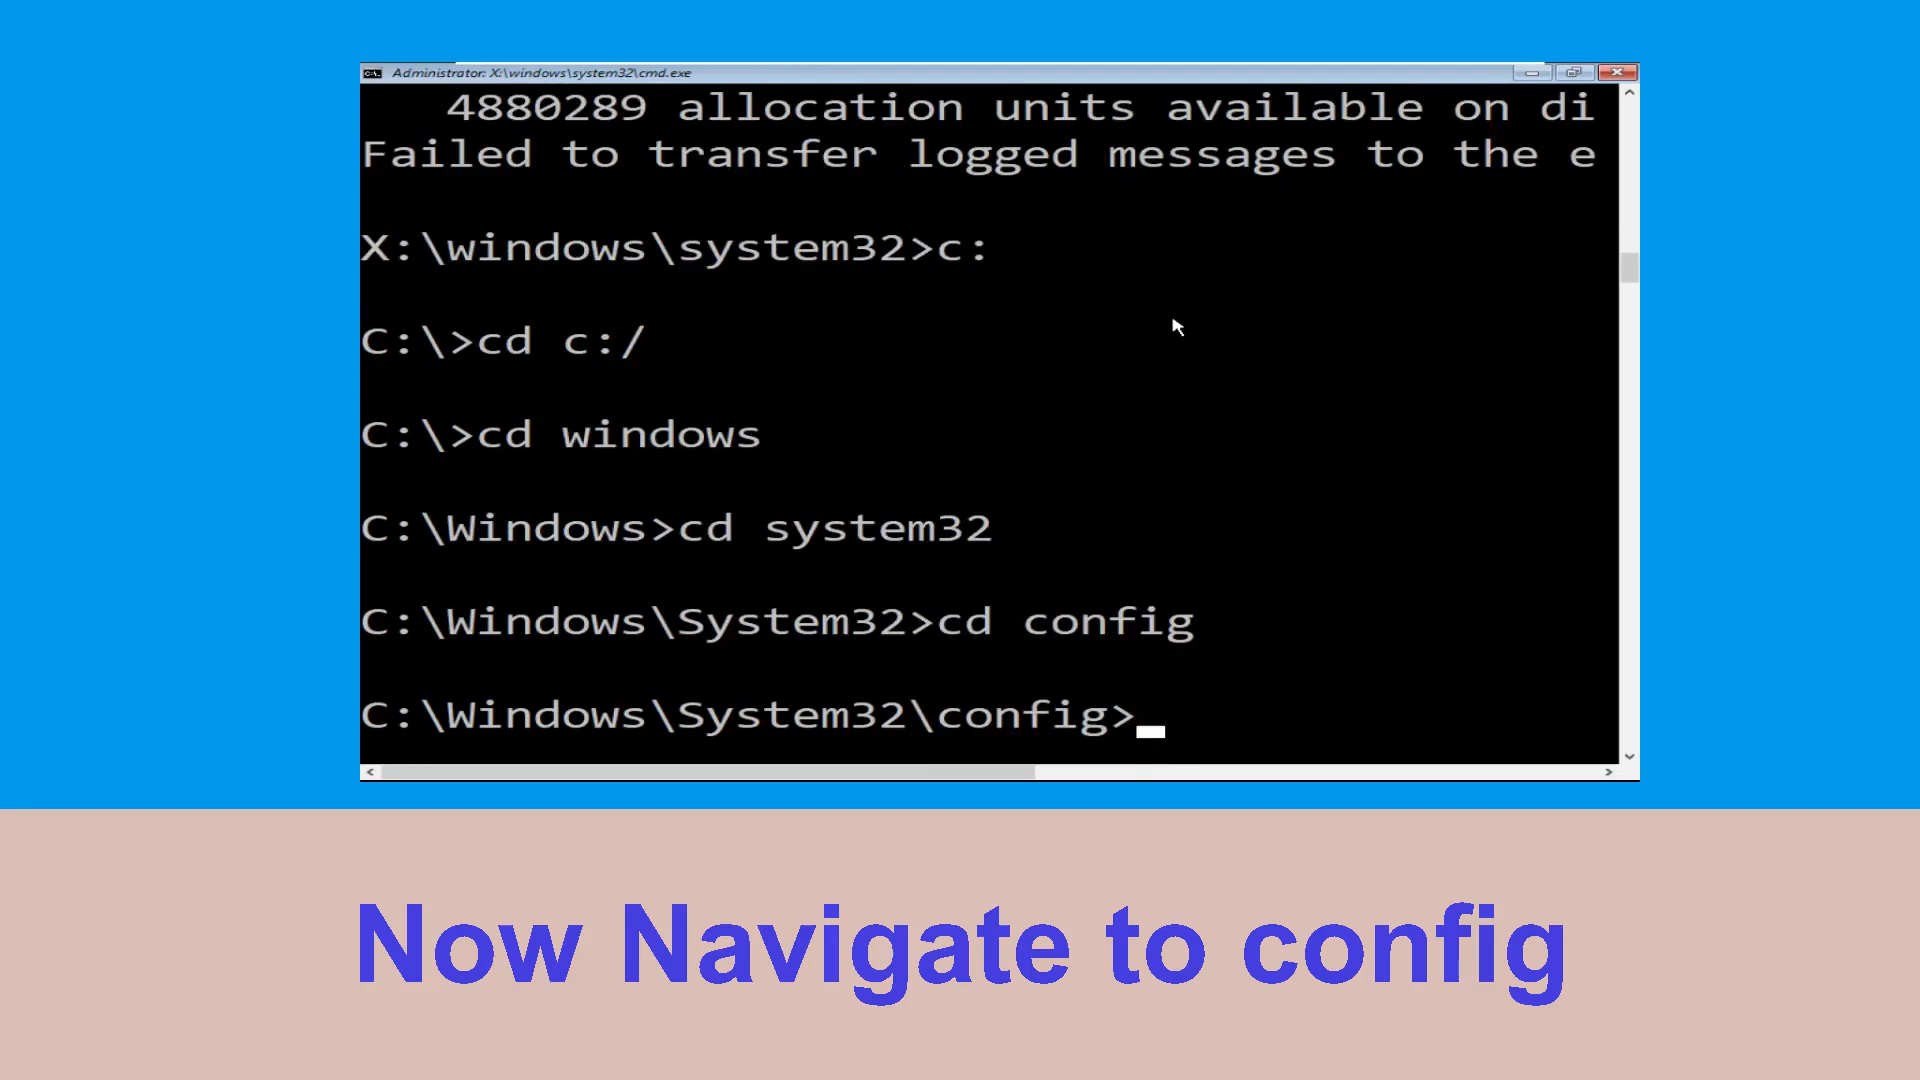 Administrator: X:\windows\system32\cmd.exe
4880289 allocation units available on di
Failed to transfer logged messages to the e
X:\windows\system32>c:
C:\>cd c:/
C:\>cd windows
C:\Windows>cd system32
C:\Windows\System32>cd config
C:\Windows\System32\config>
Now Navigate to config